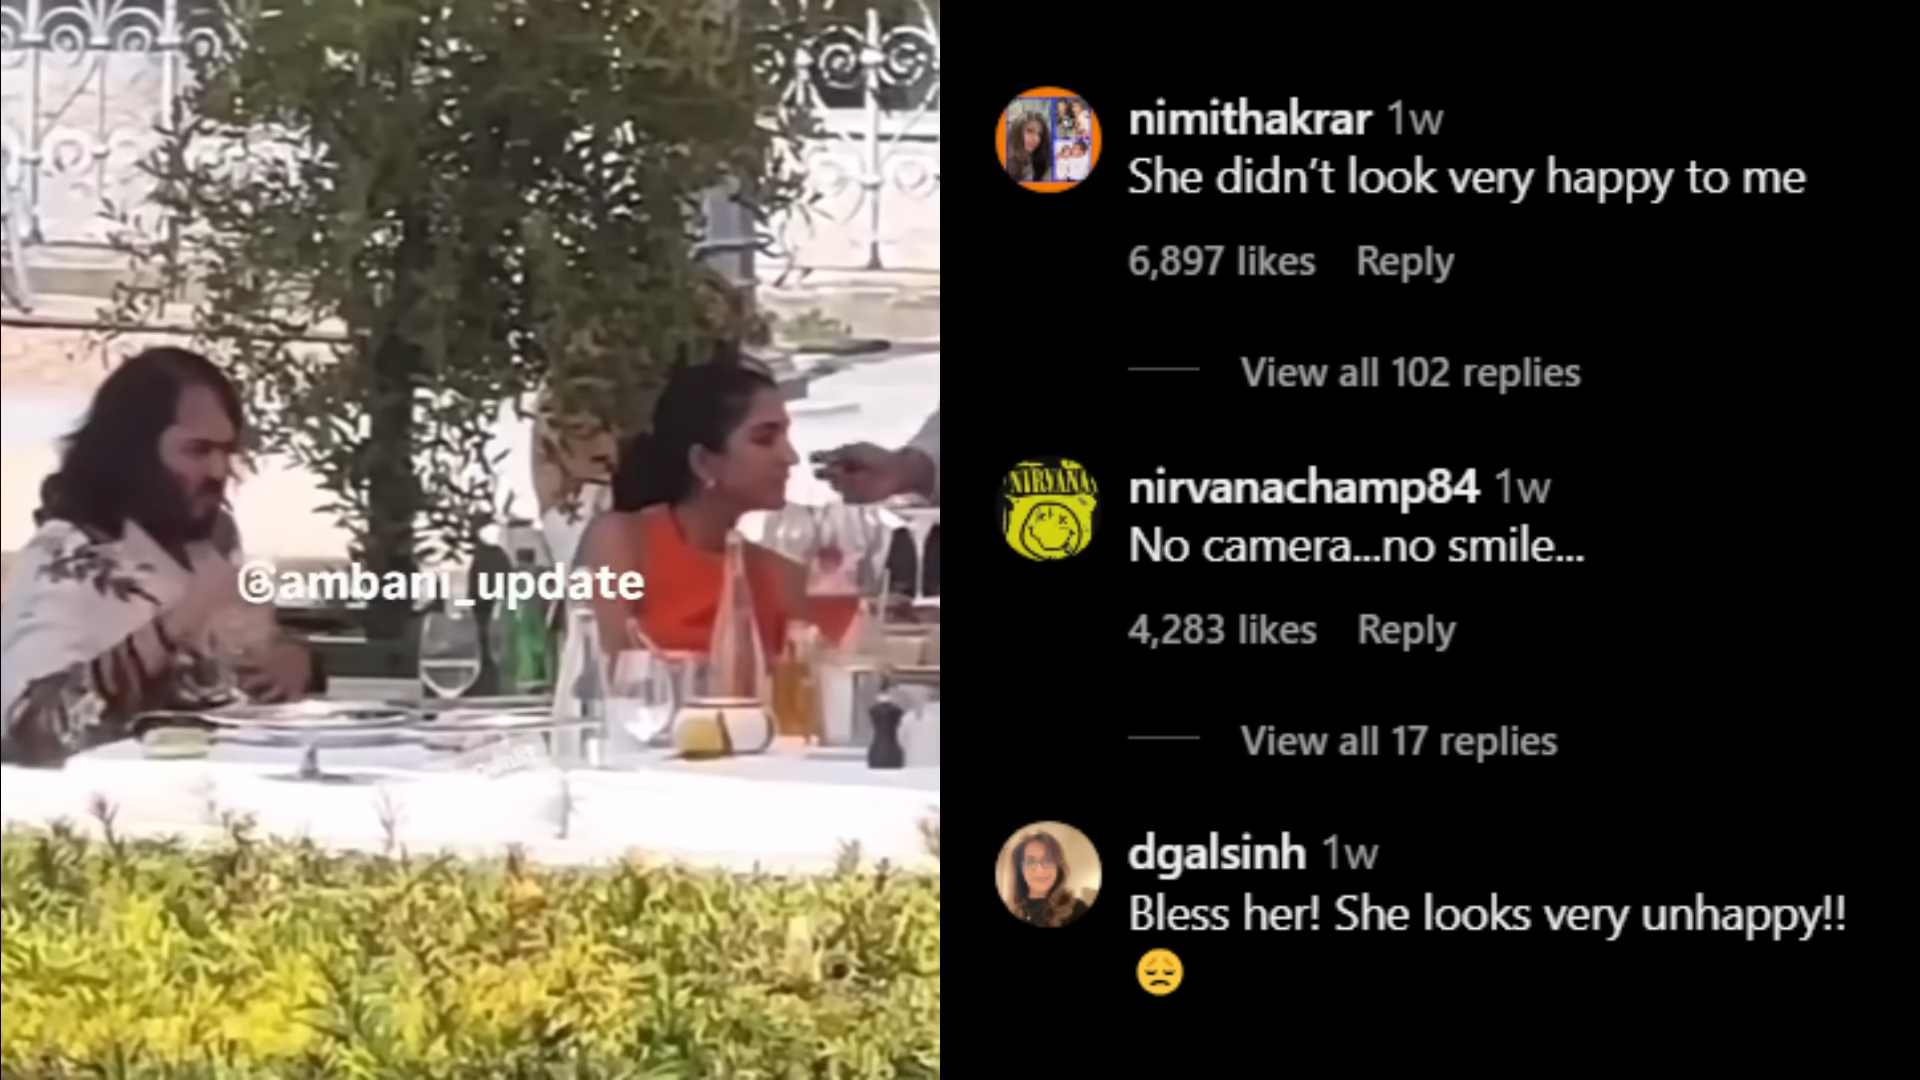 @ambani_update
nimithakrar 1w
She didn't look very happy to me
6,897 likes Reply
View all 102 replies
NIRVANA
nirvanachamp84 1w
No camera...no smile...
4,283 likes Reply
View all 17 replies
dgalsinh 1w
Bless her! She looks very unhappy!!
😞